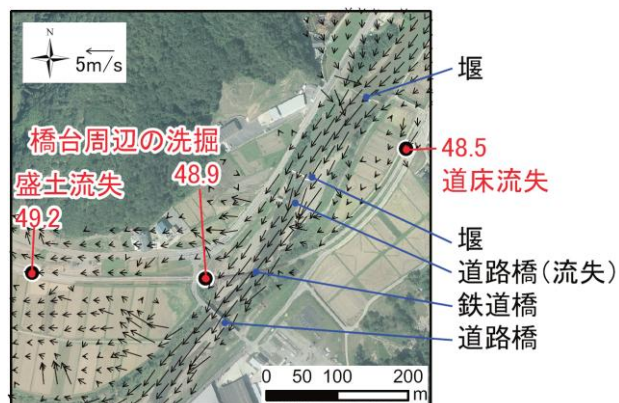 N
5m/s
堰
橋台周辺の洗掘
48.9
盛土流失
49.2
48.5
道床流失
堰
道路橋(流失)
鉄道橋
道路橋
0 50 100 200
m